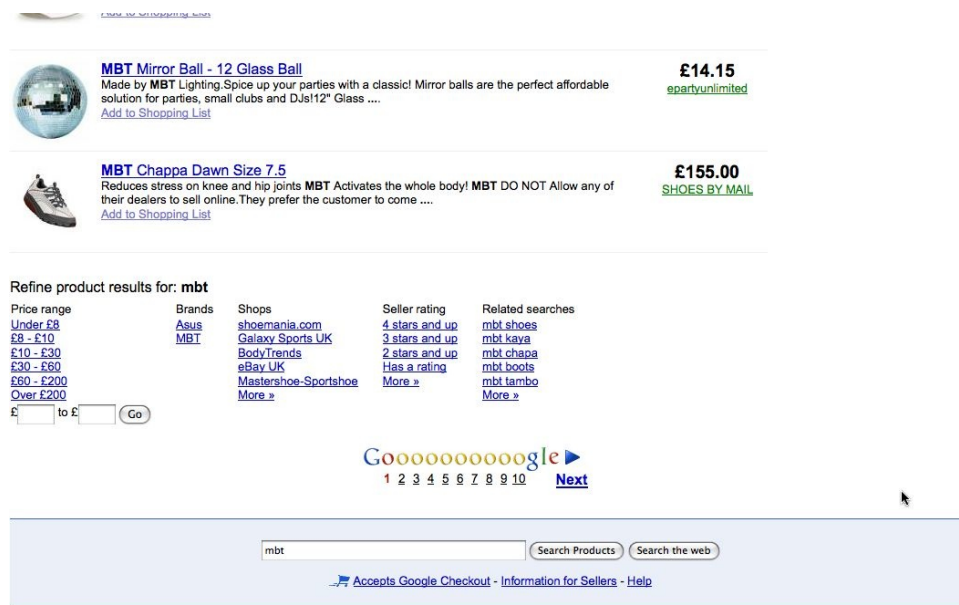 Add to Shopping List
MBT Mirror Ball - 12 Glass Ball
£14.15
Made by MBT Lighting.Spice up your parties with a classic! Mirror balls are the perfect affordable
epartyunlimited
solution for parties, small clubs and DJs!12" Glass ....
Add to Shopping List
MBT Chappa Dawn Size 7.5
£155.00
Reduces stress on knee and hip joints MBT Activates the whole body! MBT DO NOT Allow any of
SHOES BY MAIL
their dealers to sell online.They prefer the customer to come ....
Add to Shopping List
Refine product results for: mbt
Price range
Under £8
£8 - £10
£10 - £30
£30 - £60
£60 - £200
Over £200
£ to £ Go
Brands
Asus
MBT
Shops
shoemania.com
Galaxy Sports UK
BodyTrends
eBay UK
Mastershoe-Sportshoe
More »
Seller rating
4 stars and up
3 stars and up
2 stars and up
Has a rating
More »
Related searches
mbt shoes
mbt kaya
mbt chapa
mbt boots
mbt tambo
More »
Goooooooooogle
1 2 3 4 5 6 7 8 9 10 Next
mbt Search Products Search the web
Accepts Google Checkout - Information for Sellers - Help